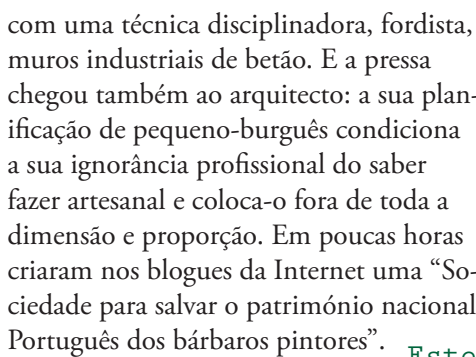 com uma técnica disciplinadora, fordista,
muros industriais de betão. E a pressa
chegou também ao arquitecto: a sua plan-
ificação de pequeno-burguês condiciona
a sua ignorância profissional do saber
fazer artesanal e coloca-o fora de toda a
dimensão e proporção. Em poucas horas
criaram nos blogues da Internet uma “So-
ciedade para salvar o património nacional
Português dos bárbaros pintores”.